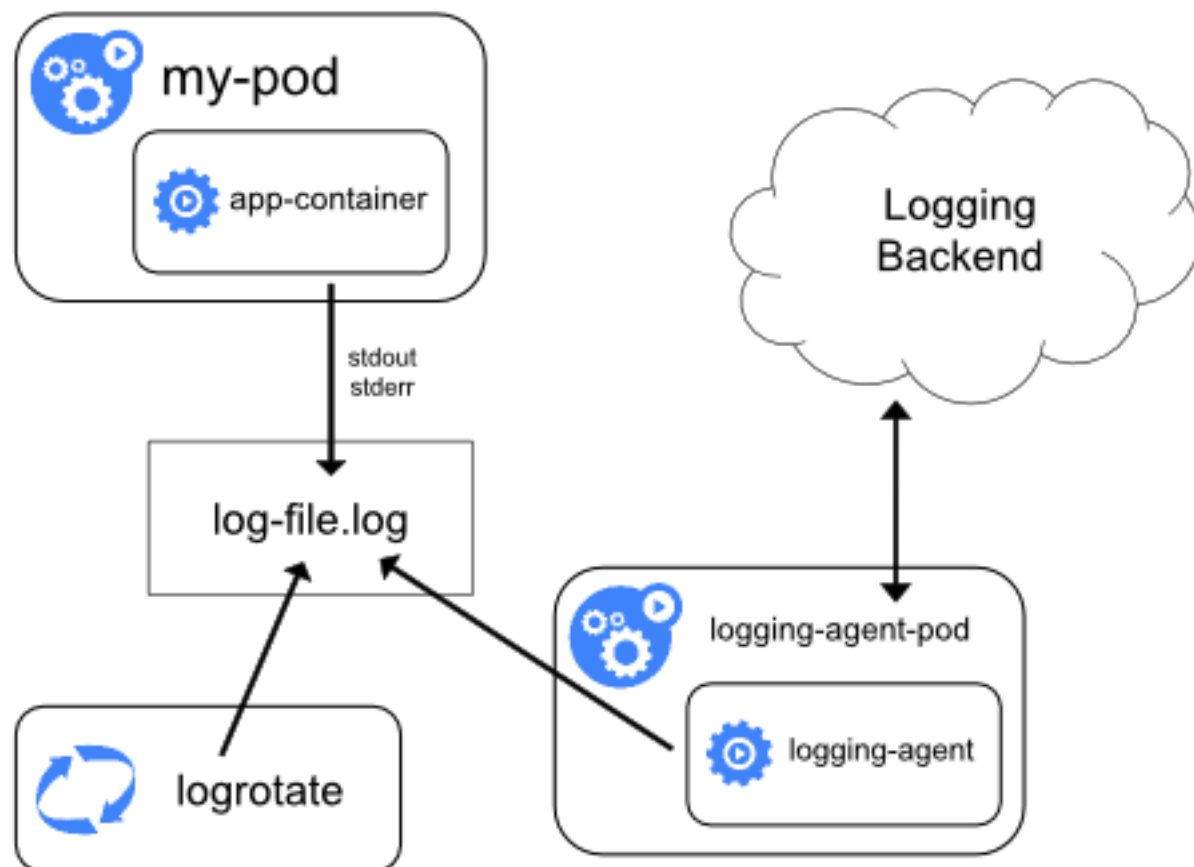 my-pod
app-container
Logging
Backend
stdout
stderr
log-file.log
logging-agent-pod
logging-agent
logrotate